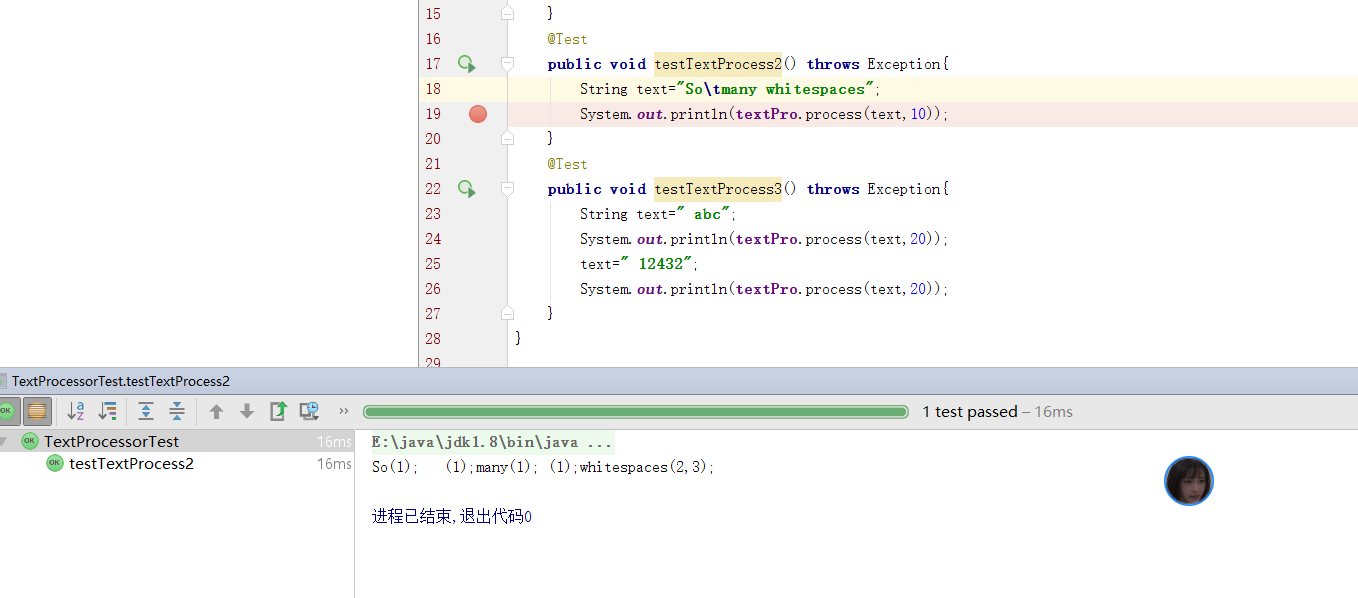 15 }
16 @Test
17 public void testTextProcess2() throws Exception{
18 String text="So\tmany whitespaces";
19 System.out.println(textPro.process(text,10));
20 }
21 @Test
22 public void testTextProcess3() throws Exception{
23 String text=" abc";
24 System.out.println(textPro.process(text,20));
25 text=" 12432";
26 System.out.println(textPro.process(text,20));
27 }
28 }
29
TextProcessorTest.testTextProcess2
OK
1 test passed – 16ms
OK TextProcessorTest 16ms
OK testTextProcess2 16ms
E:\java\jdk1.8\bin\java ...
So(1);   (1);many(1); (1);whitespaces(2,3);
进程已结束,退出代码0